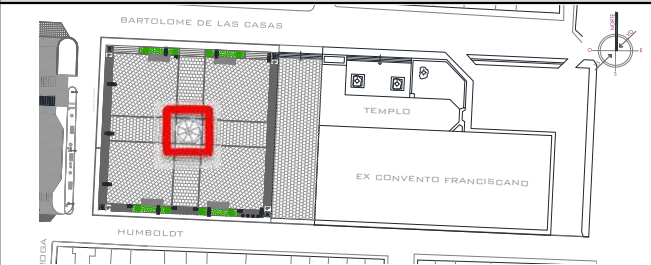 BARTOLOME DE LAS CASAS
NORTE
O
E
S
TEMPLO
EX CONVENTO FRANCISCANO
HUMBOLDT